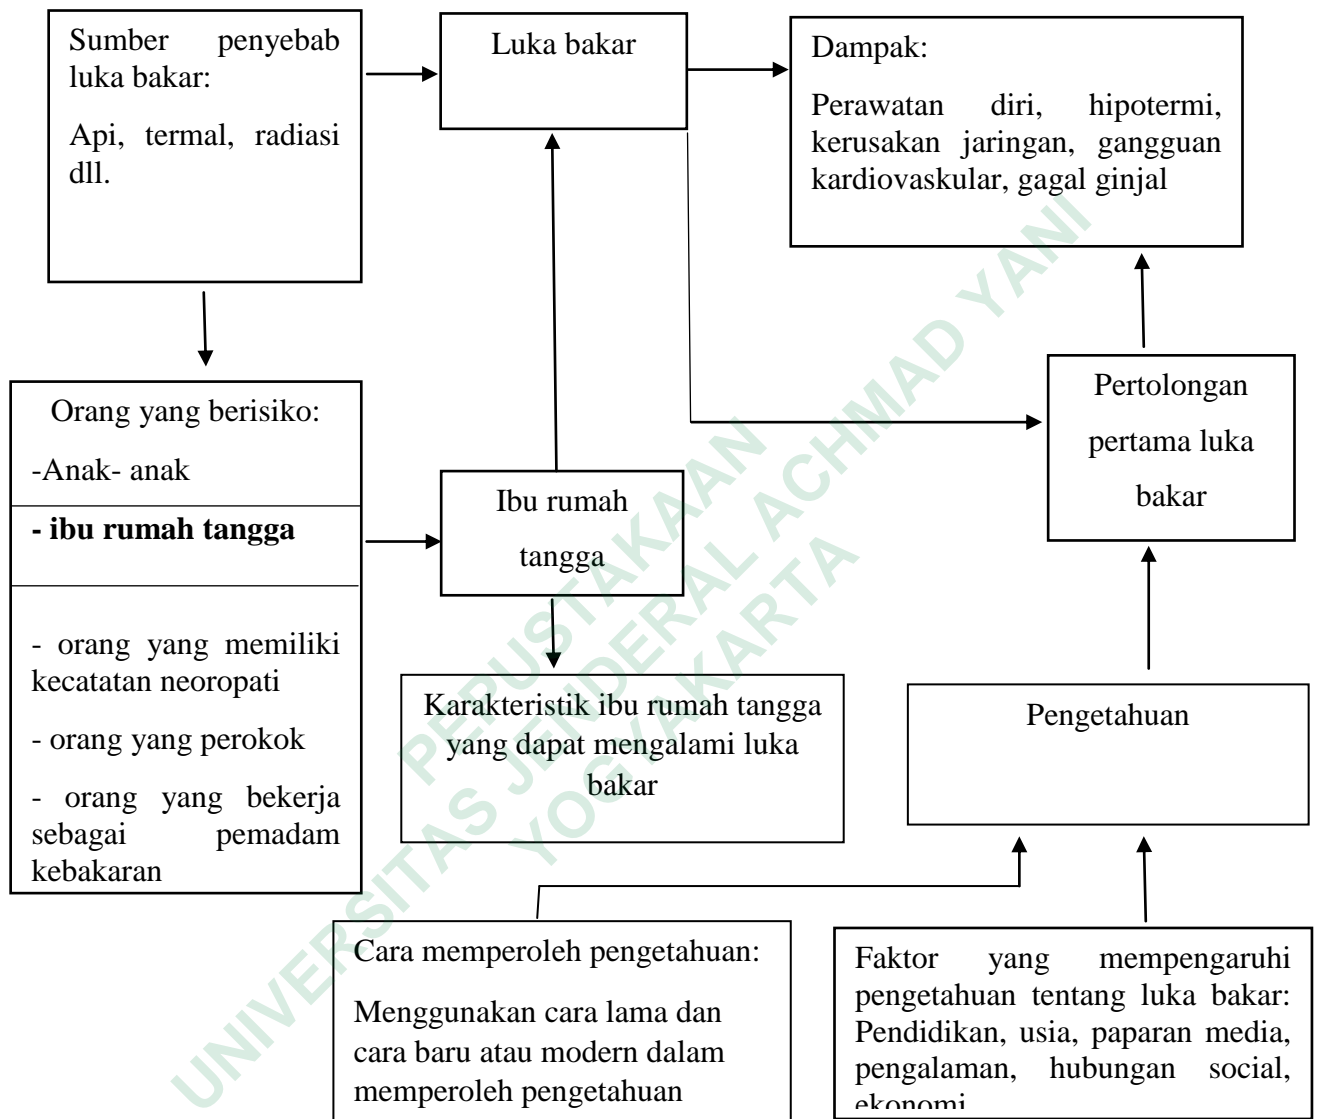 Sumber penyebab
luka bakar:
Api, termal, radiasi
dll.
Luka bakar
Dampak:
Perawatan diri, hipotermi,
kerusakan jaringan, gangguan
kardiovaskular, gagal ginjal
Orang yang berisiko:
-Anak- anak
- ibu rumah tangga
- orang yang memiliki
kecatatan neoropati
- orang yang perokok
- orang yang bekerja
sebagai pemadam
kebakaran
Ibu rumah
tangga
Pertolongan
pertama luka
bakar
Karakteristik ibu rumah tangga
yang dapat mengalami luka
bakar
Pengetahuan
Cara memperoleh pengetahuan:
Menggunakan cara lama dan
cara baru atau modern dalam
memperoleh pengetahuan
Faktor yang mempengaruhi
pengetahuan tentang luka bakar:
Pendidikan, usia, paparan media,
pengalaman, hubungan social,
ekonomi
PEPUSTAKAAN
UNIVERSITAS JENDERAL ACHMAD YANI
YOGYAKARTA